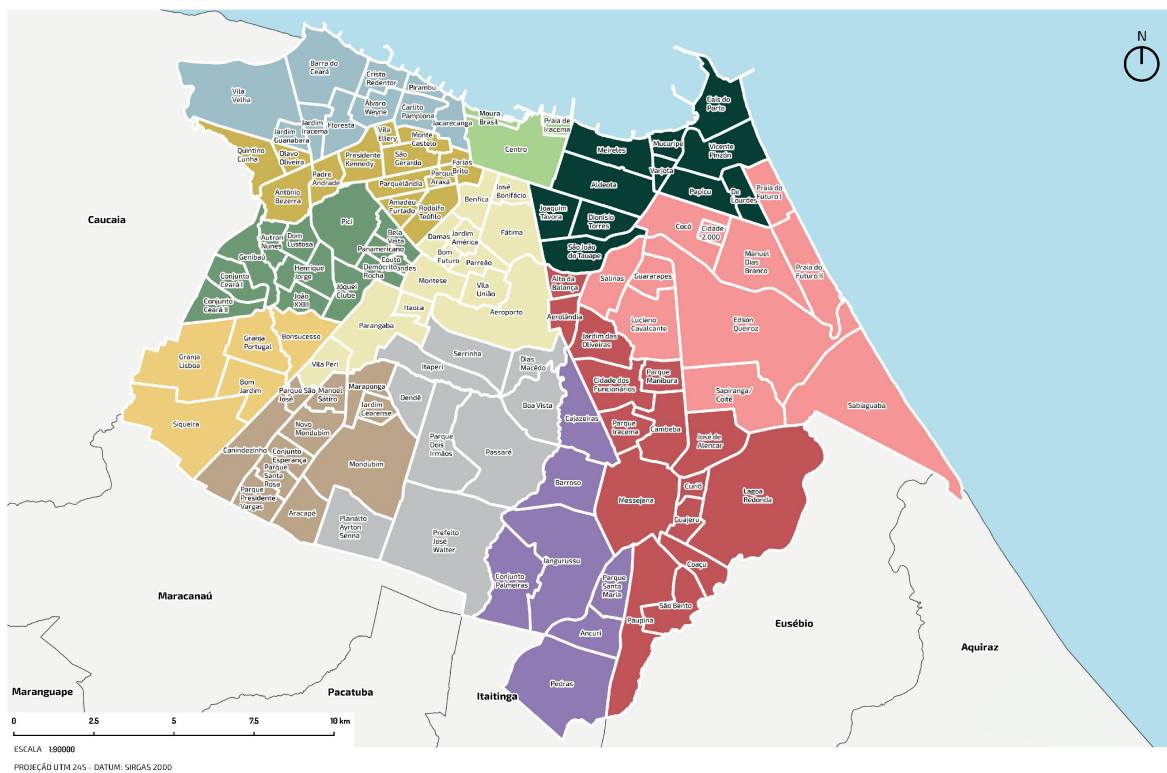 N
Barra do
Ceará
Cristo
Redentor
Pirambu
Vila
Velha
Álvaro
Weyne
Carlito
Pamplona
Jacarecanga
Jardim
Iracema
Floresta
Jardim
Guanabara
Moura
Brasil
Praia de
Iracema
Cais do
Porto
Vila
Ellery
Monte
Castelo
Centro
Meireles
Mucuripe
Vicente
Pinzón
Varjota
Quintino
Cunha
Olavo
Oliveira
Presidente
Kennedy
São
Gerardo
Farias
Brito
Padre
Andrade
Parque
Araxá
Parquelândia
Antônio
Bezerra
Amadeu
Furtado
Rodolfo
Teófilo
Benfica
José
Bonifácio
Aldeota
Papicu
De
Lourdes
Praia do
Futuro I
Joaquim
Távora
Dionísio
Torres
Caucaia
Pici
Bela
Vista
Panamericano
Couto
Fernandes
Demócrito
Rocha
Damas
Jardim
América
Fátima
Bom
Futuro
Parreão
São João
do Tauape
Cocó
Cidade
2.000
Manuel
Dias
Branco
Praia do
Futuro II
Autran
Nunes
Dom
Lustosa
Genibaú
Henrique
Jorge
Conjunto
Ceará I
Conjunto
Ceará II
João
XXIII
Jóquei
Clube
Montese
Vila
União
Itaoca
Aeroporto
Alto da
Balança
Salinas
Guararapes
Aerolândia
Luciano
Cavalcante
Edson
Queiroz
Parangaba
Granja
Portugal
Bonsucesso
Granja
Lisboa
Vila Peri
Bom
Jardim
Siqueira
Serrinha
Itaperi
Dias
Macêdo
Jardim das
Oliveiras
Cidade dos
Funcionários
Parque
Manibura
Sapiranga/
Coité
Sabiaguaba
Parque São
José
Manoel
Sátiro
Maraponga
Jardim
Cearense
Dendê
Boa Vista
Cajazeiras
Parque
Iracema
Cambeba
José de
Alencar
Novo
Mondubim
Canindezinho
Conjunto
Esperança
Parque
Santa
Rosa
Parque
Presidente
Vargas
Mondubim
Parque
Dois
Irmãos
Passaré
Barroso
Messejana
Curió
Guajeru
Lagoa
Redonda
Aracapé
Planalto
Ayrton
Senna
Prefeito
José
Walter
Jangurussu
Conjunto
Palmeiras
Parque
Santa
Maria
Coaçu
São Bento
Paupina
Ancuri
Pedras
Maracanaú
Eusébio
Aquiraz
Maranguape
Pacatuba
Itaitinga
0 2.5 5 7.5 10 km
ESCALA 1:90000
PROJEÇÃO UTM 24S - DATUM: SIRGAS 2000